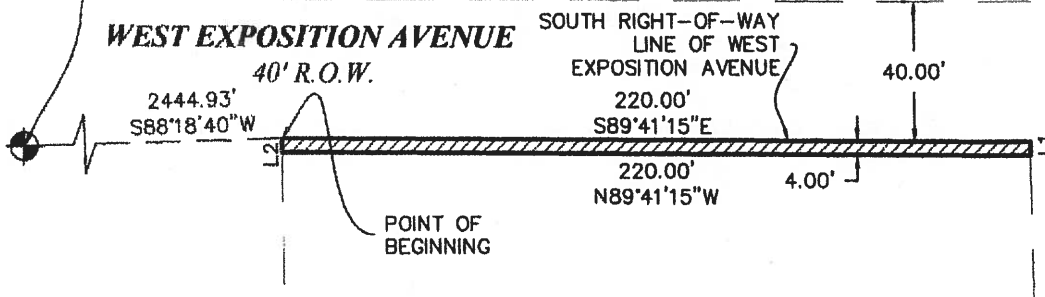 WEST EXPOSITION AVENUE
40' R.O.W.
SOUTH RIGHT-OF-WAY
LINE OF WEST
EXPOSITION AVENUE
40.00'
2444.93'
S88°18'40"W
220.00'
S89°41'15"E
L2
220.00'
N89°41'15"W
4.00'
POINT OF
BEGINNING